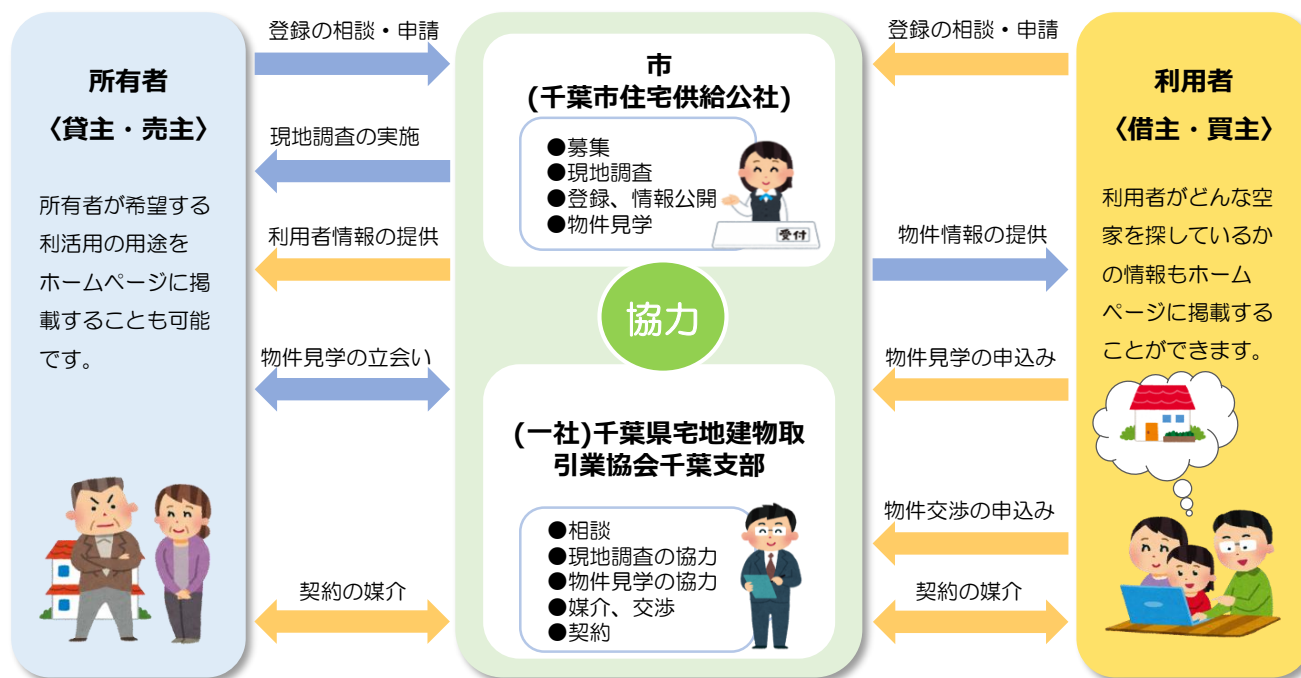 所有者
〈貸主・売主〉
所有者が希望する
利活用の用途を
ホームページに掲
載することも可能
です。
登録の相談・申請
現地調査の実施
利用者情報の提供
物件見学の立会い
契約の媒介
市
(千葉市住宅供給公社)
●募集
●現地調査
●登録、情報公開
●物件見学
受付
協力
(一社)千葉県宅地建物取
引業協会千葉支部
●相談
●現地調査の協力
●物件見学の協力
●媒介、交渉
●契約
登録の相談・申請
物件情報の提供
物件見学の申込み
物件交渉の申込み
契約の媒介
利用者
〈借主・買主〉
利用者がどんな空
家を探しているか
の情報もホーム
ページに掲載する
ことができます。